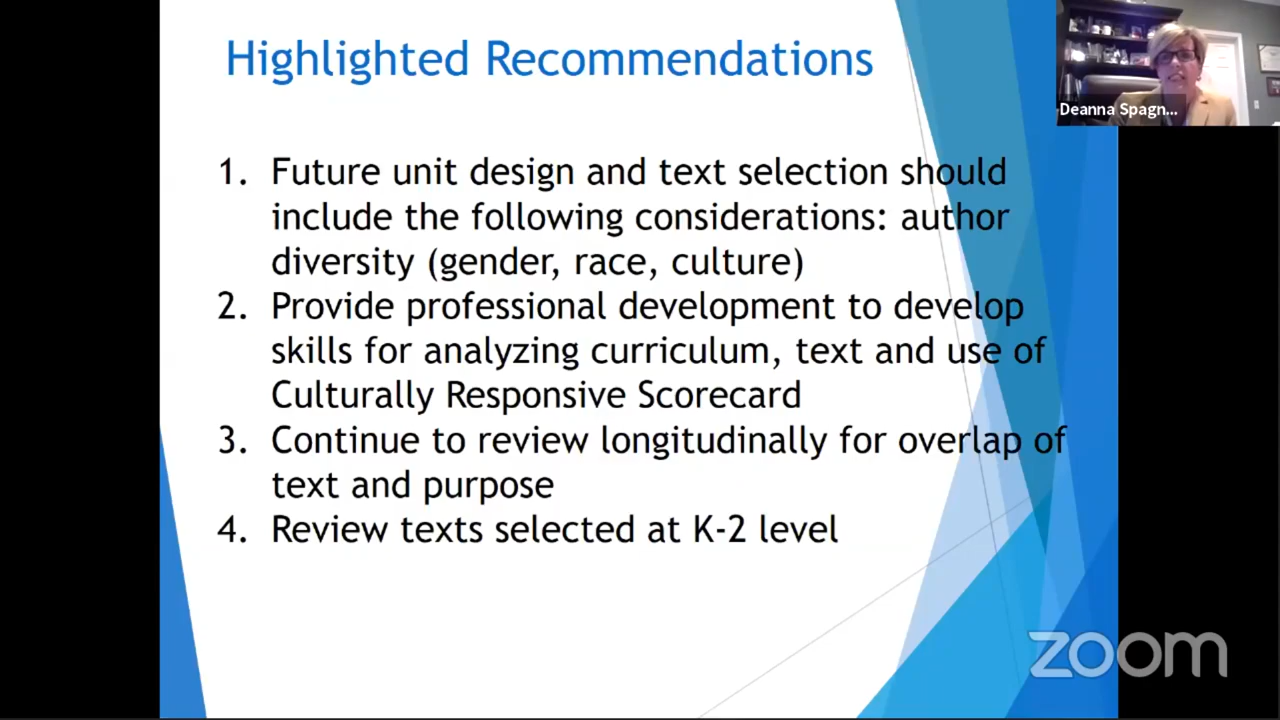 Highlighted Recommendations
Deanna Spagn...
1. Future unit design and text selection should
include the following considerations: author
diversity (gender, race, culture)
2. Provide professional development to develop
skills for analyzing curriculum, text and use of
Culturally Responsive Scorecard
3. Continue to review longitudinally for overlap of
text and purpose
4. Review texts selected at K-2 level
zoom